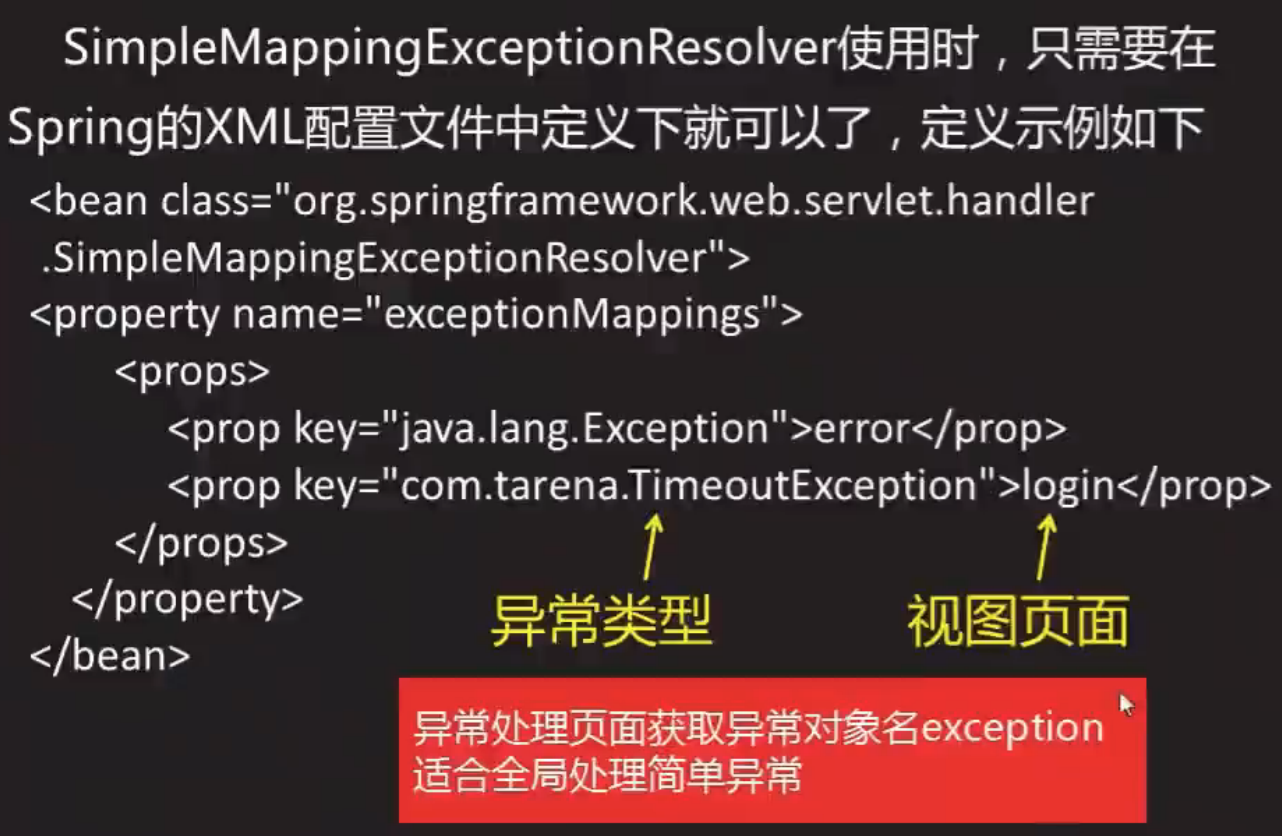 SimpleMappingExceptionResolver使用时，只需要在
Spring的XML配置文件中定义下就可以了，定义示例如下
<bean class="org.springframework.web.servlet.handler
.SimpleMappingExceptionResolver">
<property name="exceptionMappings">
<props>
<prop key="java.lang.Exception">error</prop>
<prop key="com.tarena.TimeoutException">login</prop>
</props>
</property>
异常类型 视图页面
</bean>
异常处理页面获取异常对象名exception
适合全局处理简单异常